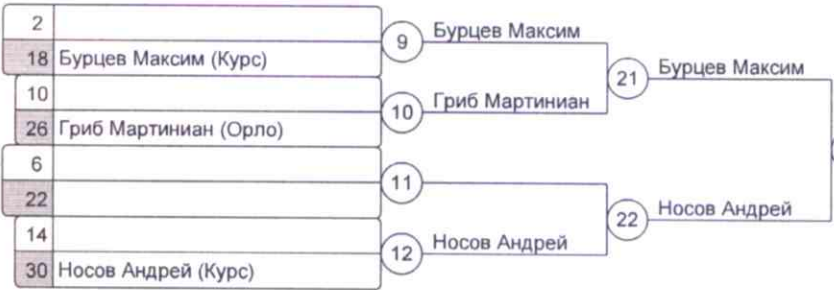 2
18 Бурцев Максим (Курс)
10
26 Гриб Мартиниан (Орло)
6
22
14
30 Носов Андрей (Курс)
9 Бурцев Максим
10 Гриб Мартиниан
11
12 Носов Андрей
21 Бурцев Максим
22 Носов Андрей